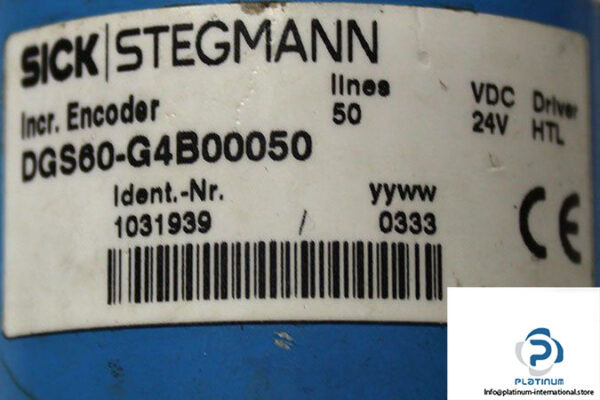 SICK|STEGMANN
Incr. Encoder
lines
50
VDC Driver
24V HTL
DGS60-G4B00050
Ident.-Nr. yyww
1031939 / 0333
CE
PLATINUM
Info@platinum-international.store